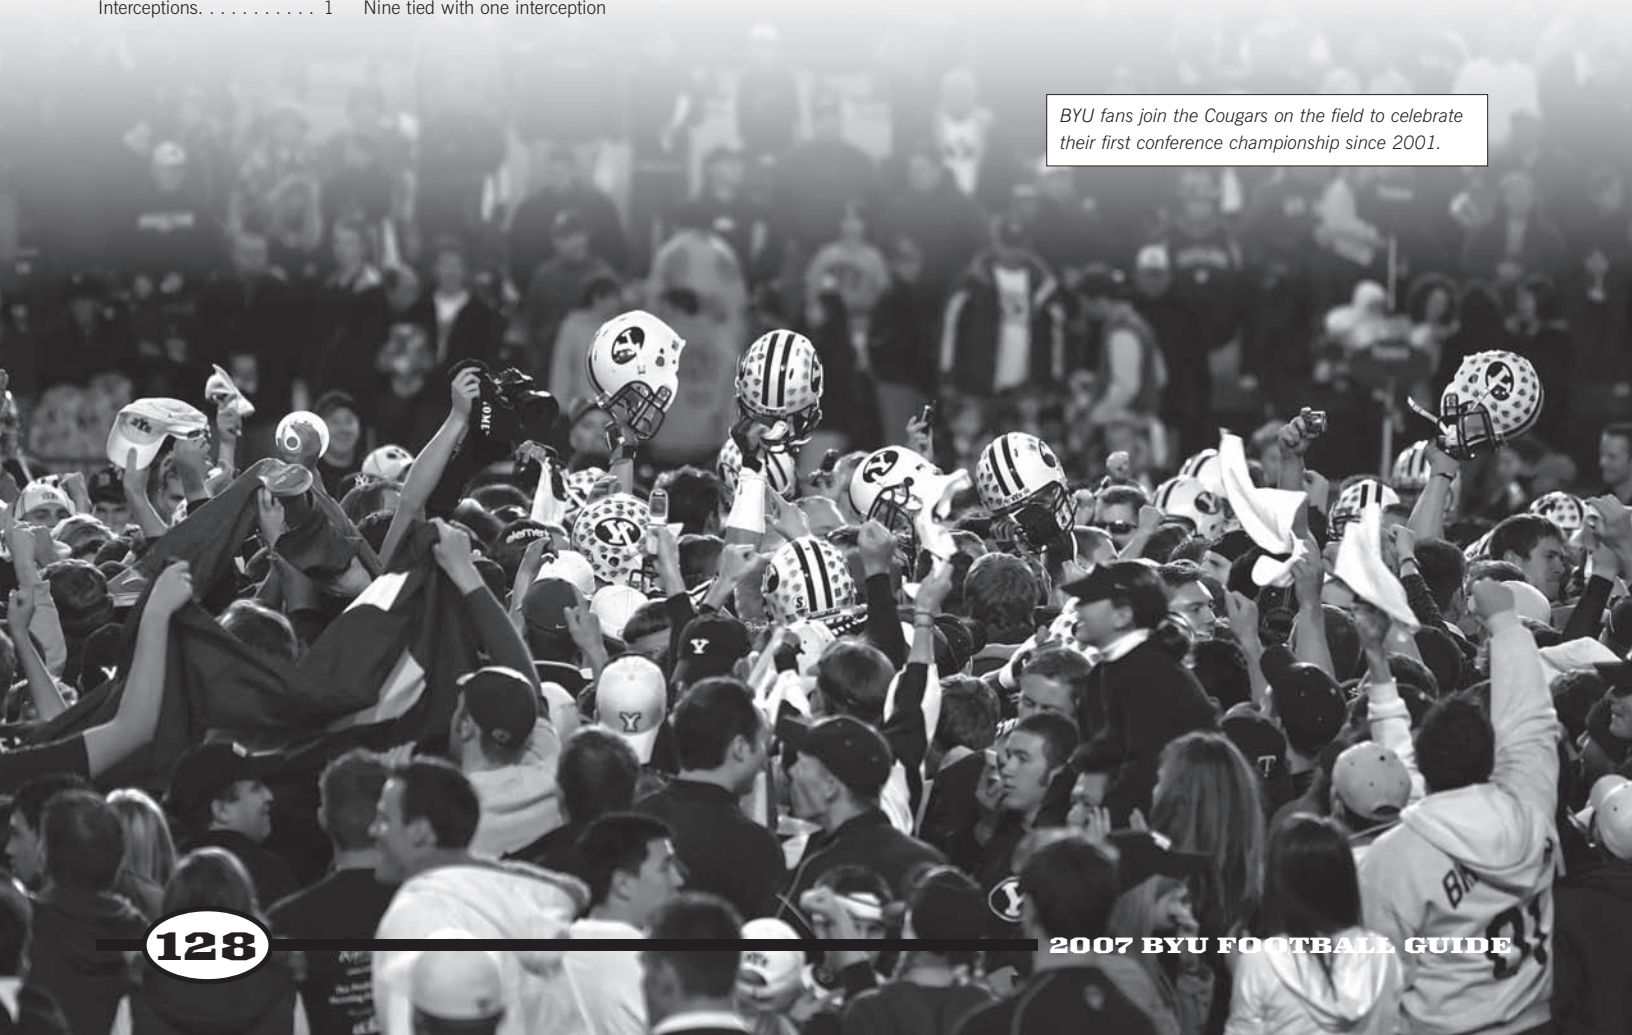 Interceptions. . . . . . . . . . . 1 Nine tied with one interception
BYU fans join the Cougars on the field to celebrate
their first conference championship since 2001.
Y
Y
Y
Y
128
2007 BYU FOOTBALL GUIDE